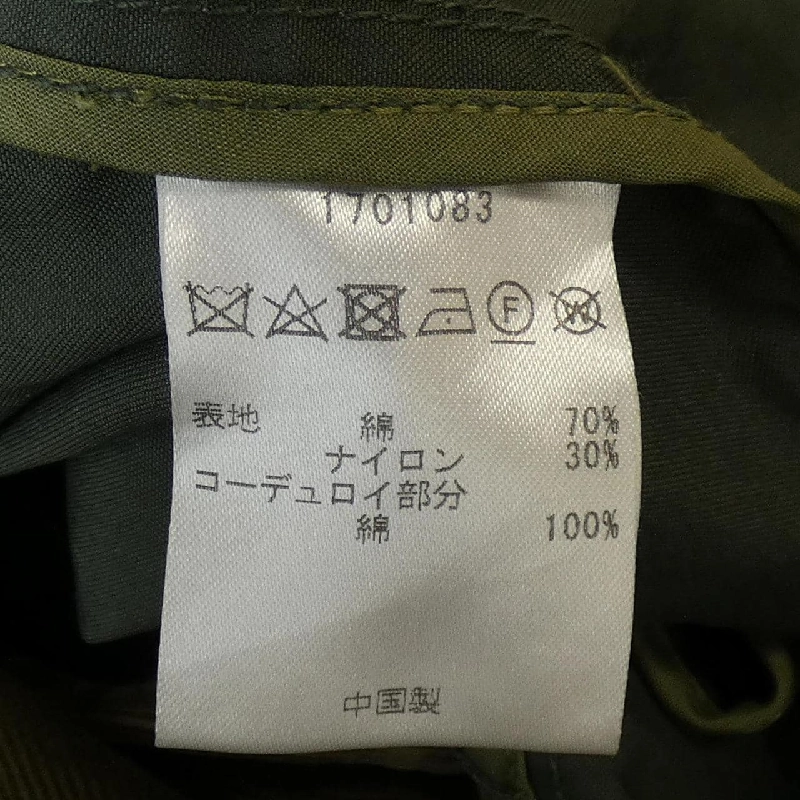 1701083
F W
表地 綿 70%
ナイロン 30%
コーデュロイ部分
綿 100%
中国製